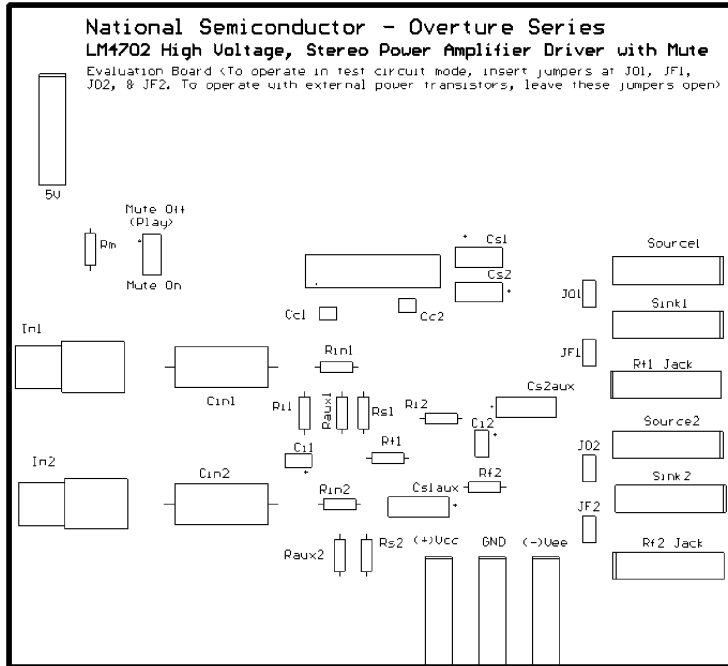 National Semiconductor - Overture Series
LM4702 High Voltage, Stereo Power Amplifier Driver with Mute
Evaluation Board (To operate in test circuit mode, insert jumpers at JO1, JF1,
JO2, & JF2. To operate with external power transistors, leave these jumpers open)
5V
Mute Off
(Play)
Rm
Mute On
Cs1
Cs2
Source1
JO1
Sink1
Cc1
Cc2
In1
Rin1
JF1
Rf1 Jack
Cin1
Cs2aux
Ri1
Raux1
Rs1
Ri2
Ci2
Source2
Ci1
Rf1
JO2
In2
Cin2
Rf2
Sink2
Rin2
Cs1aux
JF2
Raux2
Rs2
(+)Vcc
GND
(-)Vee
Rf2 Jack